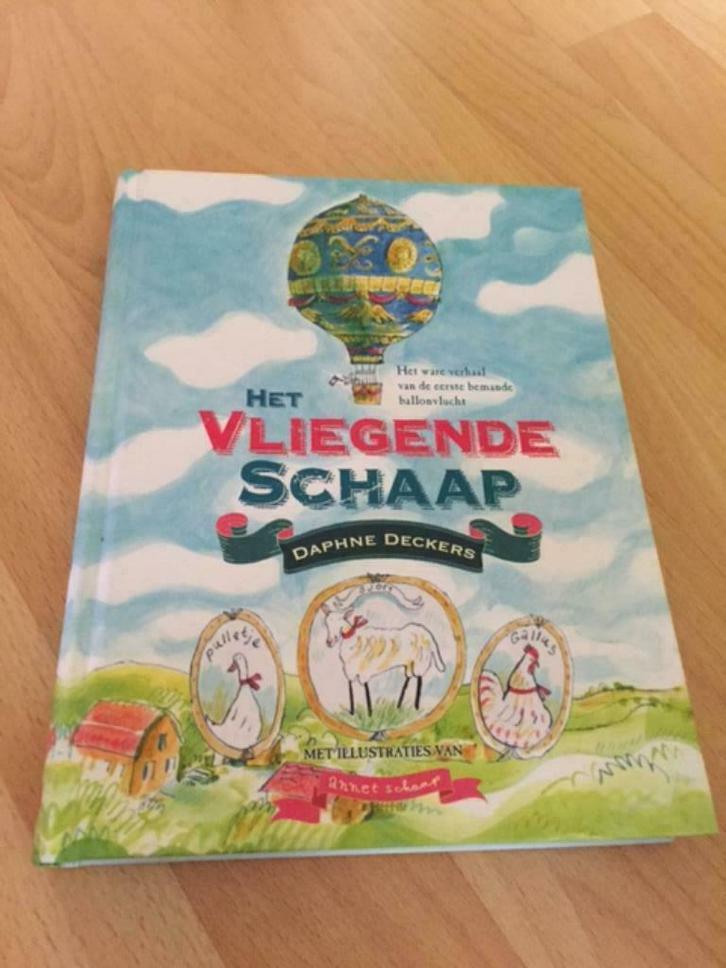 Het ware verhaal
van de eerste bemande
ballonvlucht
HET
VLIEGENDE
SCHAAP
DAPHNE DECKERS
pulletje
Gallus
MET ILLUSTRATIES VAN
annet schaap